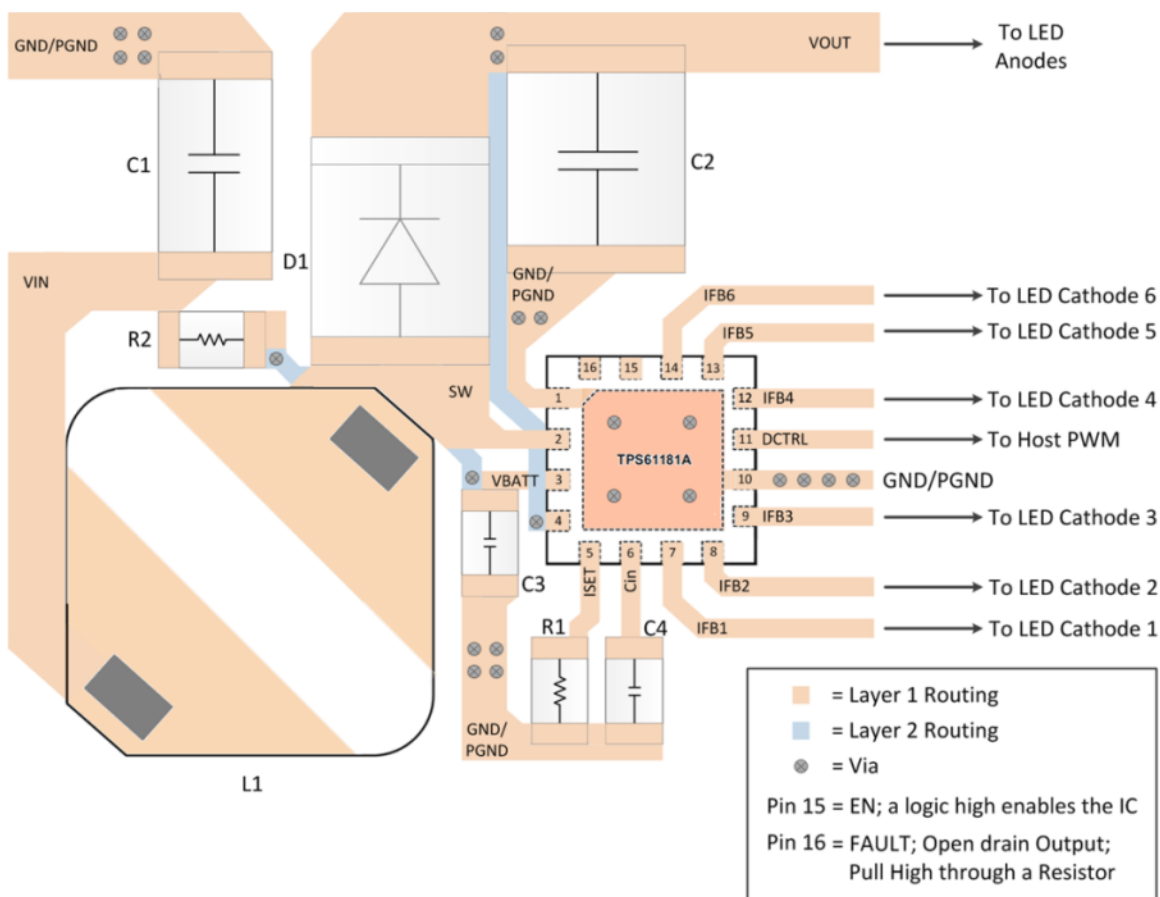 GND/PGND
VOUT
To LED
Anodes
C1
C2
D1
VIN
GND/
PGND
R2
IFB6
To LED Cathode 6
IFB5
To LED Cathode 5
16
15
14
13
SW
1
12
IFB4
To LED Cathode 4
2
11
DCTRL
To Host PWM
TPS61181A
VBATT
3
10
GND/PGND
4
9
IFB3
To LED Cathode 3
5
6
7
8
C3
ISET
Cin
IFB2
To LED Cathode 2
R1
C4
IFB1
To LED Cathode 1
GND/
PGND
L1
= Layer 1 Routing
= Layer 2 Routing
= Via
Pin 15 = EN; a logic high enables the IC
Pin 16 = FAULT; Open drain Output;
Pull High through a Resistor